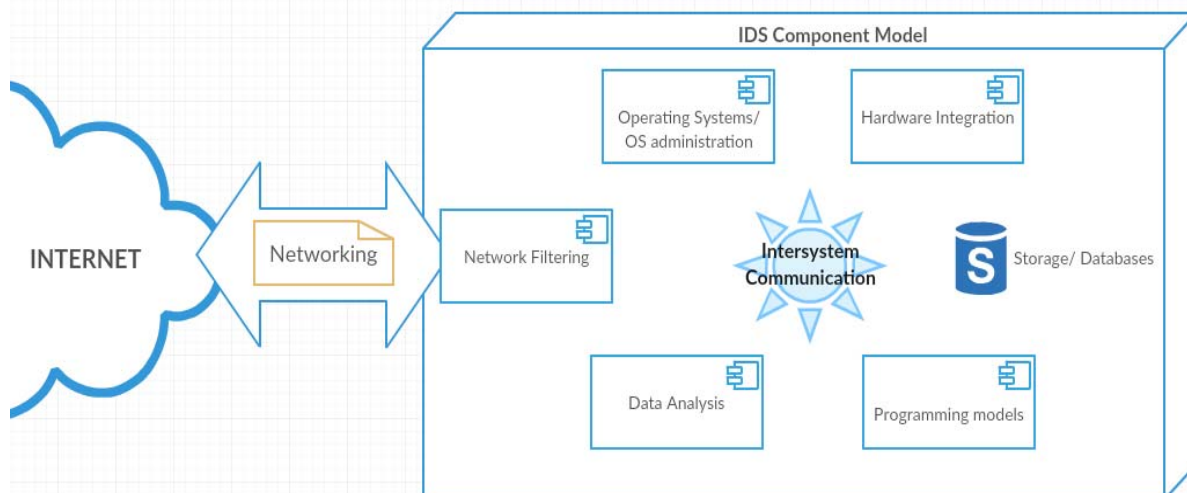 IDS Component Model
Operating Systems/
OS administration
Hardware Integration
INTERNET
Networking
Network Filtering
Intersystem
Communication
S
Storage/ Databases
Data Analysis
Programming models